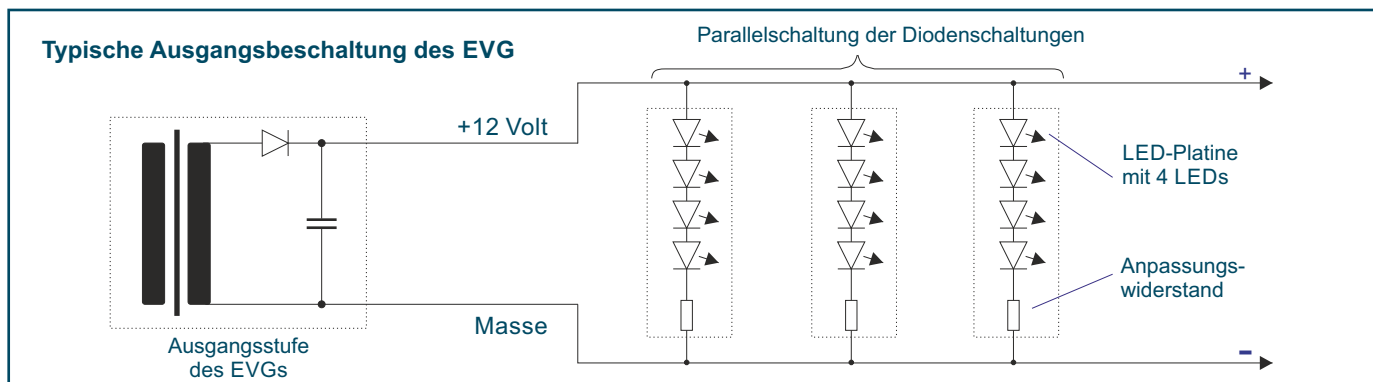 Typische Ausgangsbeschaltung des EVG
Parallelschaltung der Diodenschaltungen
+
+12 Volt
LED-Platine
mit 4 LEDs
Anpassungs-
widerstand
Masse
Ausgangsstufe
des EVGs
-